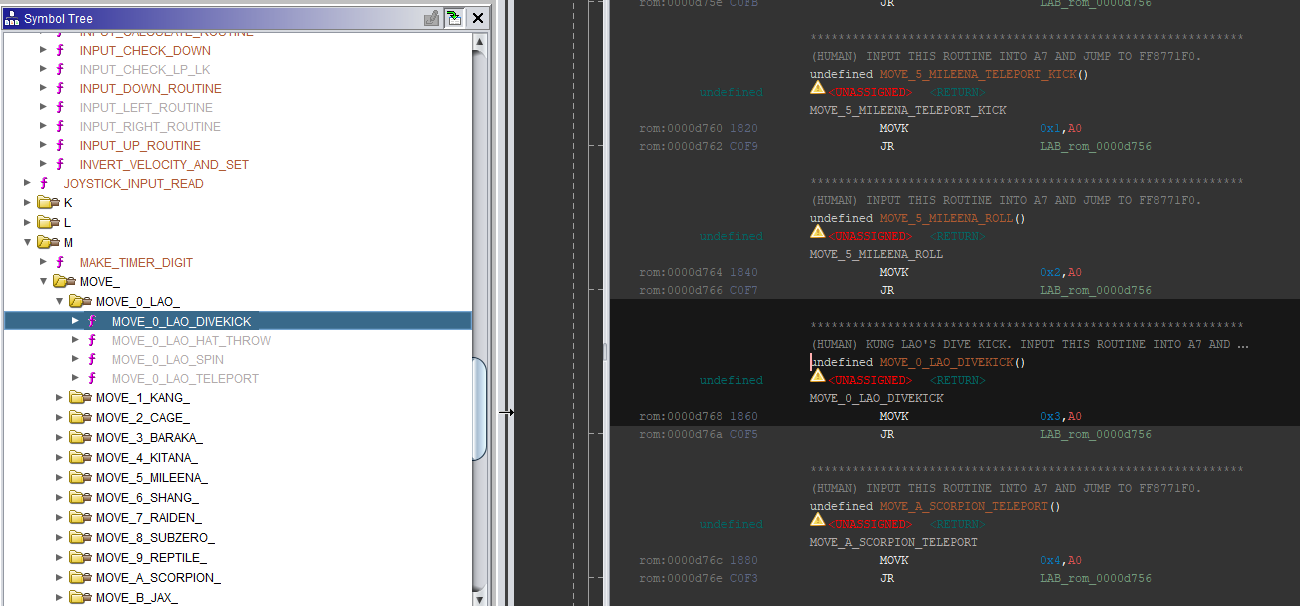 Symbol Tree
INPUT_CALCULATE_ROUTINE
f INPUT_CHECK_DOWN
f INPUT_CHECK_LP_LK
f INPUT_DOWN_ROUTINE
f INPUT_LEFT_ROUTINE
f INPUT_RIGHT_ROUTINE
f INPUT_UP_ROUTINE
f INVERT_VELOCITY_AND_SET
f JOYSTICK_INPUT_READ
K
L
M
f MAKE_TIMER_DIGIT
MOVE_
MOVE_0_LAO_
f MOVE_0_LAO_DIVEKICK
f MOVE_0_LAO_HAT_THROW
f MOVE_0_LAO_SPIN
f MOVE_0_LAO_TELEPORT
MOVE_1_KANG_
MOVE_2_CAGE_
MOVE_3_BARAKA_
MOVE_4_KITANA_
MOVE_5_MILEENA_
MOVE_6_SHANG_
MOVE_7_RAIDEN_
MOVE_8_SUBZERO_
MOVE_9_REPTILE_
MOVE_A_SCORPION_
MOVE_B_JAX_
rom:0000d75e C0FB JR LAB_rom_0000d756
**************************************************************
(HUMAN) INPUT THIS ROUTINE INTO A7 AND JUMP TO FF8771F0.
undefined MOVE_5_MILEENA_TELEPORT_KICK()
undefined <UNASSIGNED> <RETURN>
MOVE_5_MILEENA_TELEPORT_KICK
rom:0000d760 1820 MOVK 0x1,A0
rom:0000d762 C0F9 JR LAB_rom_0000d756
**************************************************************
(HUMAN) INPUT THIS ROUTINE INTO A7 AND JUMP TO FF8771F0.
undefined MOVE_5_MILEENA_ROLL()
undefined <UNASSIGNED> <RETURN>
MOVE_5_MILEENA_ROLL
rom:0000d764 1840 MOVK 0x2,A0
rom:0000d766 C0F7 JR LAB_rom_0000d756
**************************************************************
(HUMAN) KUNG LAO'S DIVE KICK. INPUT THIS ROUTINE INTO A7 AND ...
undefined MOVE_0_LAO_DIVEKICK()
undefined <UNASSIGNED> <RETURN>
MOVE_0_LAO_DIVEKICK
rom:0000d768 1860 MOVK 0x3,A0
rom:0000d76a C0F5 JR LAB_rom_0000d756
**************************************************************
(HUMAN) INPUT THIS ROUTINE INTO A7 AND JUMP TO FF8771F0.
undefined MOVE_A_SCORPION_TELEPORT()
undefined <UNASSIGNED> <RETURN>
MOVE_A_SCORPION_TELEPORT
rom:0000d76c 1880 MOVK 0x4,A0
rom:0000d76e C0F3 JR LAB_rom_0000d756